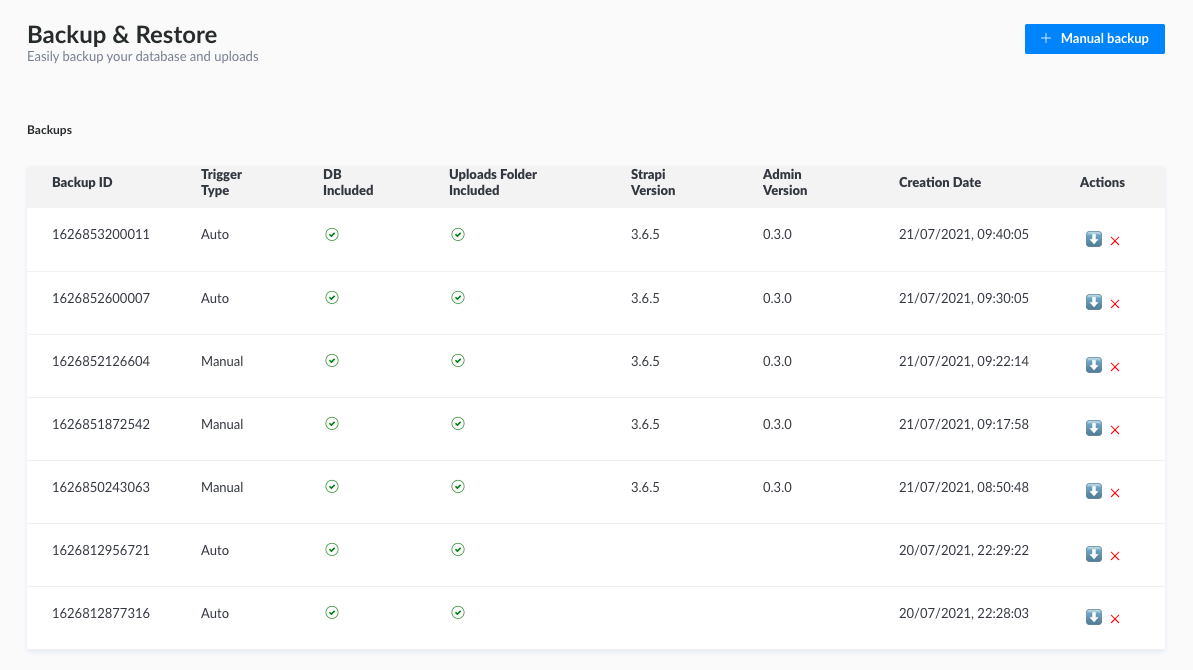 Backup & Restore
Easily backup your database and uploads
+ Manual backup
Backups
Backup ID Trigger Type DB Included Uploads Folder Included Strapi Version Admin Version Creation Date Actions
1626853200011 Auto 3.6.5 0.3.0 21/07/2021, 09:40:05
1626852600007 Auto 3.6.5 0.3.0 21/07/2021, 09:30:05
1626852126604 Manual 3.6.5 0.3.0 21/07/2021, 09:22:14
1626851872542 Manual 3.6.5 0.3.0 21/07/2021, 09:17:58
1626850243063 Manual 3.6.5 0.3.0 21/07/2021, 08:50:48
1626812956721 Auto 20/07/2021, 22:29:22
1626812877316 Auto 20/07/2021, 22:28:03